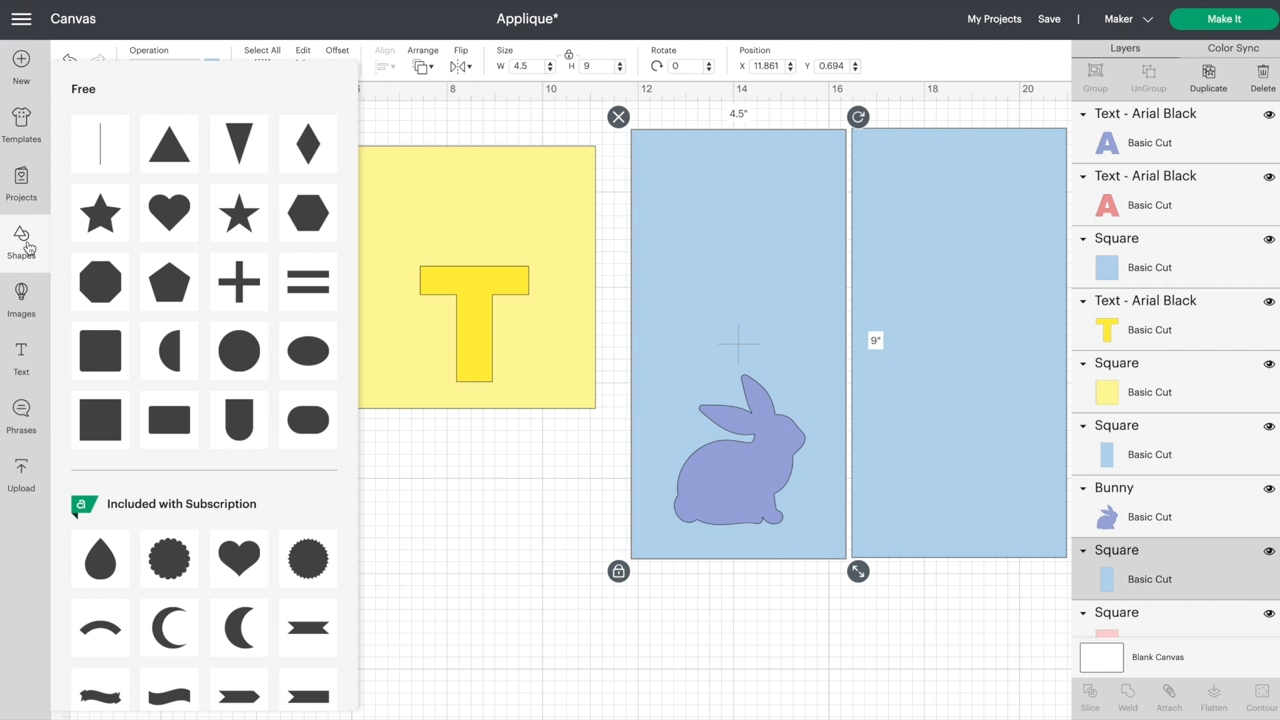 Canvas
Applique*
My Projects
Save
|
Maker
Make It
Operation
Select All
Edit
Offset
Align
Arrange
Flip
Size
W 4.5
H 9
Rotate
0
Position
X 11.861
Y 0.694
Layers
Color Sync
Group
UnGroup
Duplicate
Delete
New
Templates
Projects
Shapes
Images
Text
Phrases
Upload
Free
Included with Subscription
a
8
10
12
14
16
18
20
4.5"
9"
T
Text - Arial Black
A Basic Cut
Text - Arial Black
A Basic Cut
Square
Basic Cut
Text - Arial Black
T Basic Cut
Square
Basic Cut
Square
Basic Cut
Bunny
Basic Cut
Square
Basic Cut
Square
Blank Canvas
Slice
Weld
Attach
Flatten
Contour